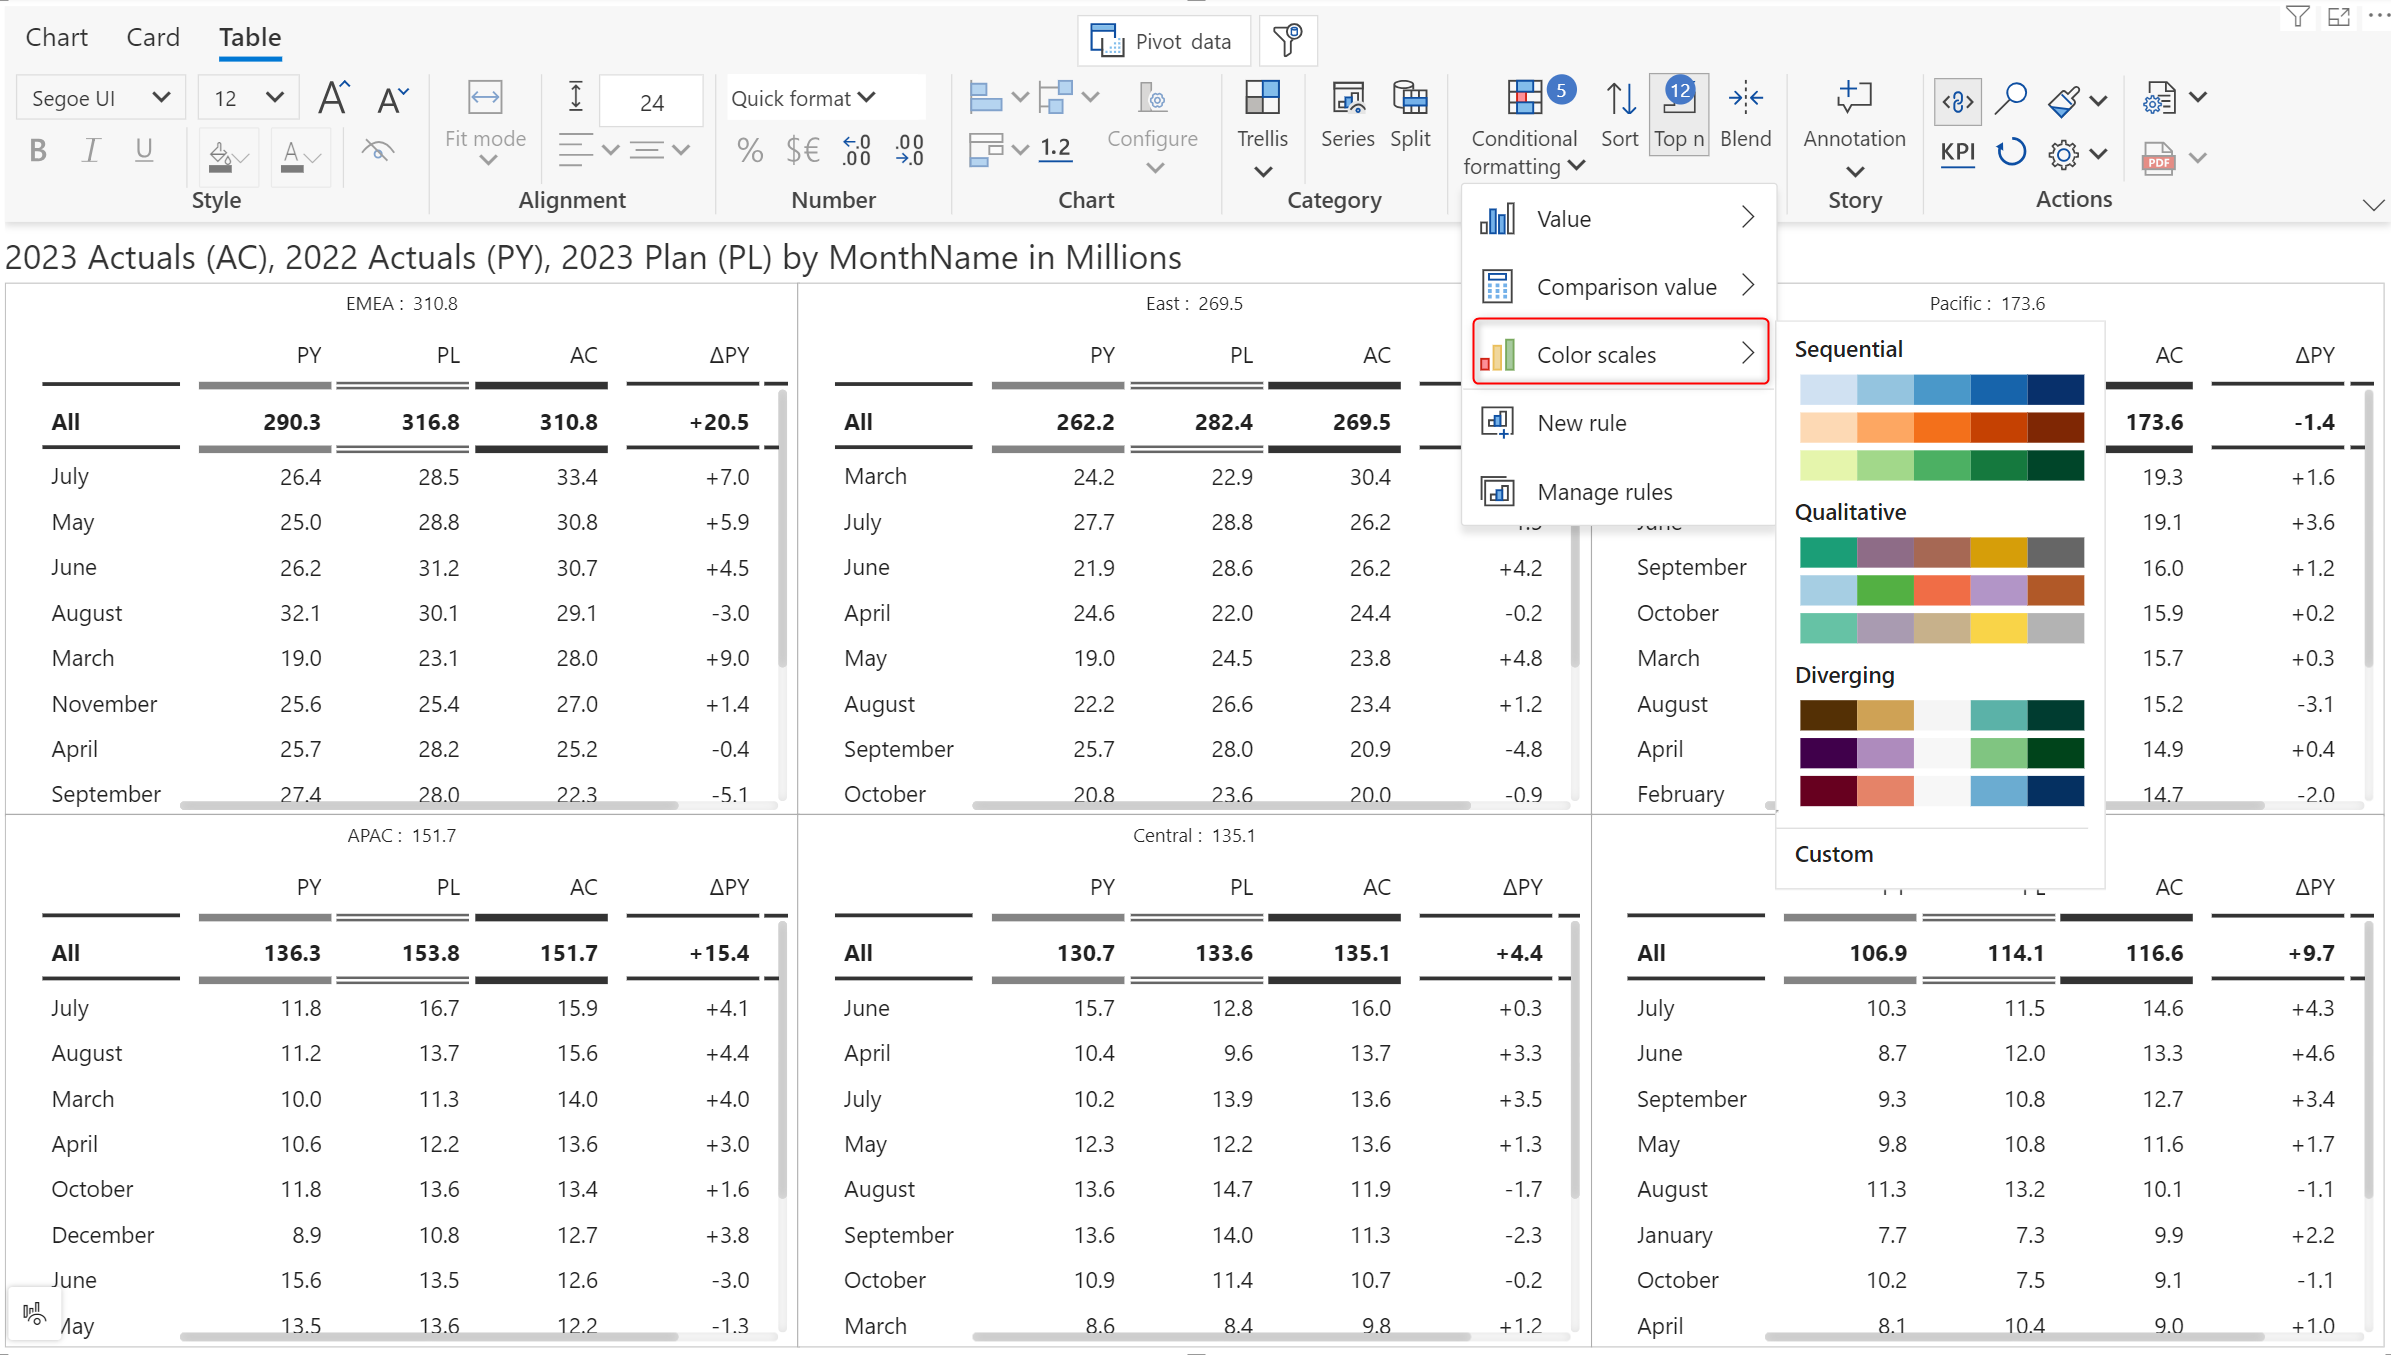 Chart Card Table
Pivot data
Segoe UI 12 A A 24 Quick format 5 12
B I U A Fit mode % $€ ←.0 .00 .00 →.0 1.2 Configure Trellis Series Split Conditional formatting Sort Top n Blend Annotation KPI PDF
Style Alignment Number Chart Category Story Actions
Value
Comparison value
Color scales
New rule
Manage rules
Sequential
Qualitative
Diverging
Custom
2023 Actuals (AC), 2022 Actuals (PY), 2023 Plan (PL) by MonthName in Millions
EMEA : 310.8
PY PL AC ΔPY
All 290.3 316.8 310.8 +20.5
July 26.4 28.5 33.4 +7.0
May 25.0 28.8 30.8 +5.9
June 26.2 31.2 30.7 +4.5
August 32.1 30.1 29.1 -3.0
March 19.0 23.1 28.0 +9.0
November 25.6 25.4 27.0 +1.4
April 25.7 28.2 25.2 -0.4
September 27.4 28.0 22.3 -5.1
East : 269.5
PY PL AC
All 262.2 282.4 269.5
March 24.2 22.9 30.4
July 27.7 28.8 26.2
June 21.9 28.6 26.2 +4.2
April 24.6 22.0 24.4 -0.2
May 19.0 24.5 23.8 +4.8
August 22.2 26.6 23.4 +1.2
September 25.7 28.0 20.9 -4.8
October 20.8 23.6 20.0 -0.9
Pacific : 173.6
AC ΔPY
173.6 -1.4
19.3 +1.6
June 19.1 +3.6
September 16.0 +1.2
October 15.9 +0.2
March 15.7 +0.3
August 15.2 -3.1
April 14.9 +0.4
February 14.7 -2.0
APAC : 151.7
PY PL AC ΔPY
All 136.3 153.8 151.7 +15.4
July 11.8 16.7 15.9 +4.1
August 11.2 13.7 15.6 +4.4
March 10.0 11.3 14.0 +4.0
April 10.6 12.2 13.6 +3.0
October 11.8 13.6 13.4 +1.6
December 8.9 10.8 12.7 +3.8
June 15.6 13.5 12.6 -3.0
May 13.5 13.6 12.2 -1.3
Central : 135.1
PY PL AC ΔPY
All 130.7 133.6 135.1 +4.4
June 15.7 12.8 16.0 +0.3
April 10.4 9.6 13.7 +3.3
July 10.2 13.9 13.6 +3.5
May 12.3 12.2 13.6 +1.3
August 13.6 14.7 11.9 -1.7
September 13.6 14.0 11.3 -2.3
October 10.9 11.4 10.7 -0.2
March 8.6 8.4 9.8 +1.2
AC ΔPY
All 106.9 114.1 116.6 +9.7
July 10.3 11.5 14.6 +4.3
June 8.7 12.0 13.3 +4.6
September 9.3 10.8 12.7 +3.4
May 9.8 10.8 11.6 +1.7
August 11.3 13.2 10.1 -1.1
January 7.7 7.3 9.9 +2.2
October 10.2 7.5 9.1 -1.1
April 8.1 10.4 9.0 +1.0